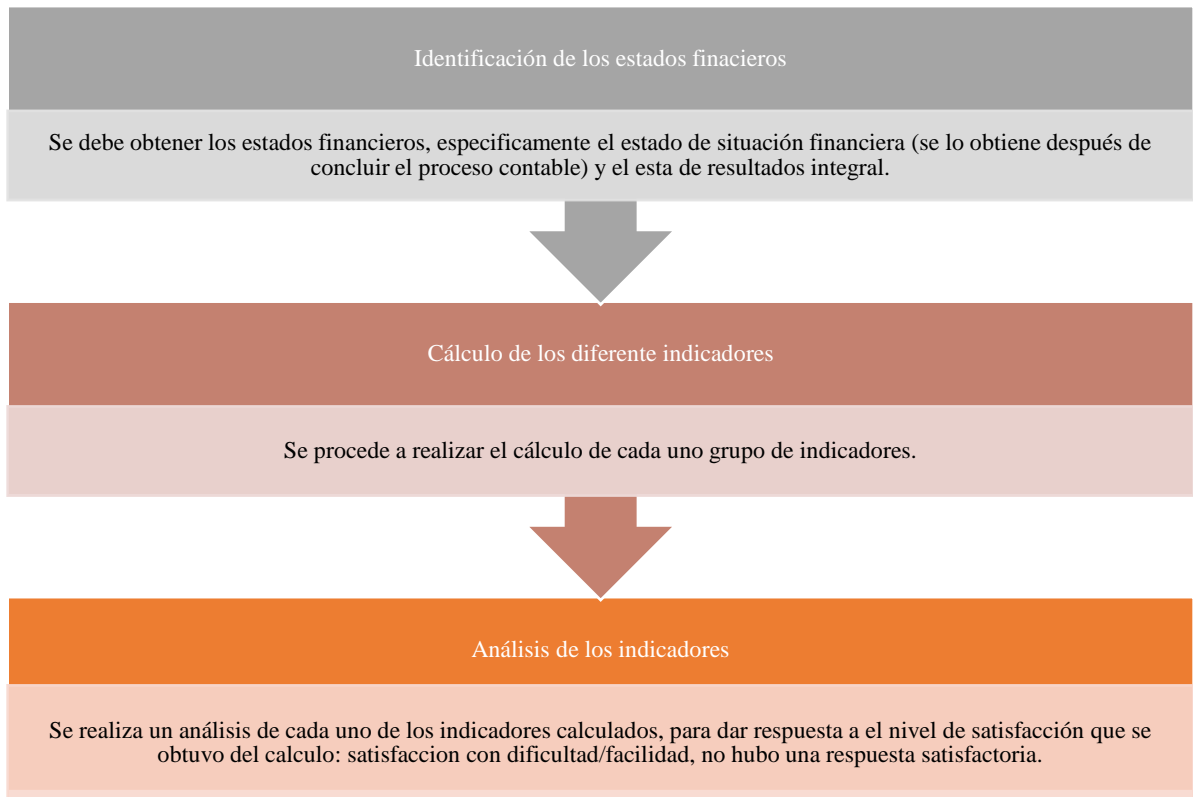 Identificación de los estados finacieros
Se debe obtener los estados financieros, especificamente el estado de situación financiera (se lo obtiene después de
concluir el proceso contable) y el esta de resultados integral.
Cálculo de los diferente indicadores
Se procede a realizar el cálculo de cada uno grupo de indicadores.
Análisis de los indicadores
Se realiza un análisis de cada uno de los indicadores calculados, para dar respuesta a el nivel de satisfacción que se
obtuvo del calculo: satisfaccion con dificultad/facilidad, no hubo una respuesta satisfactoria.